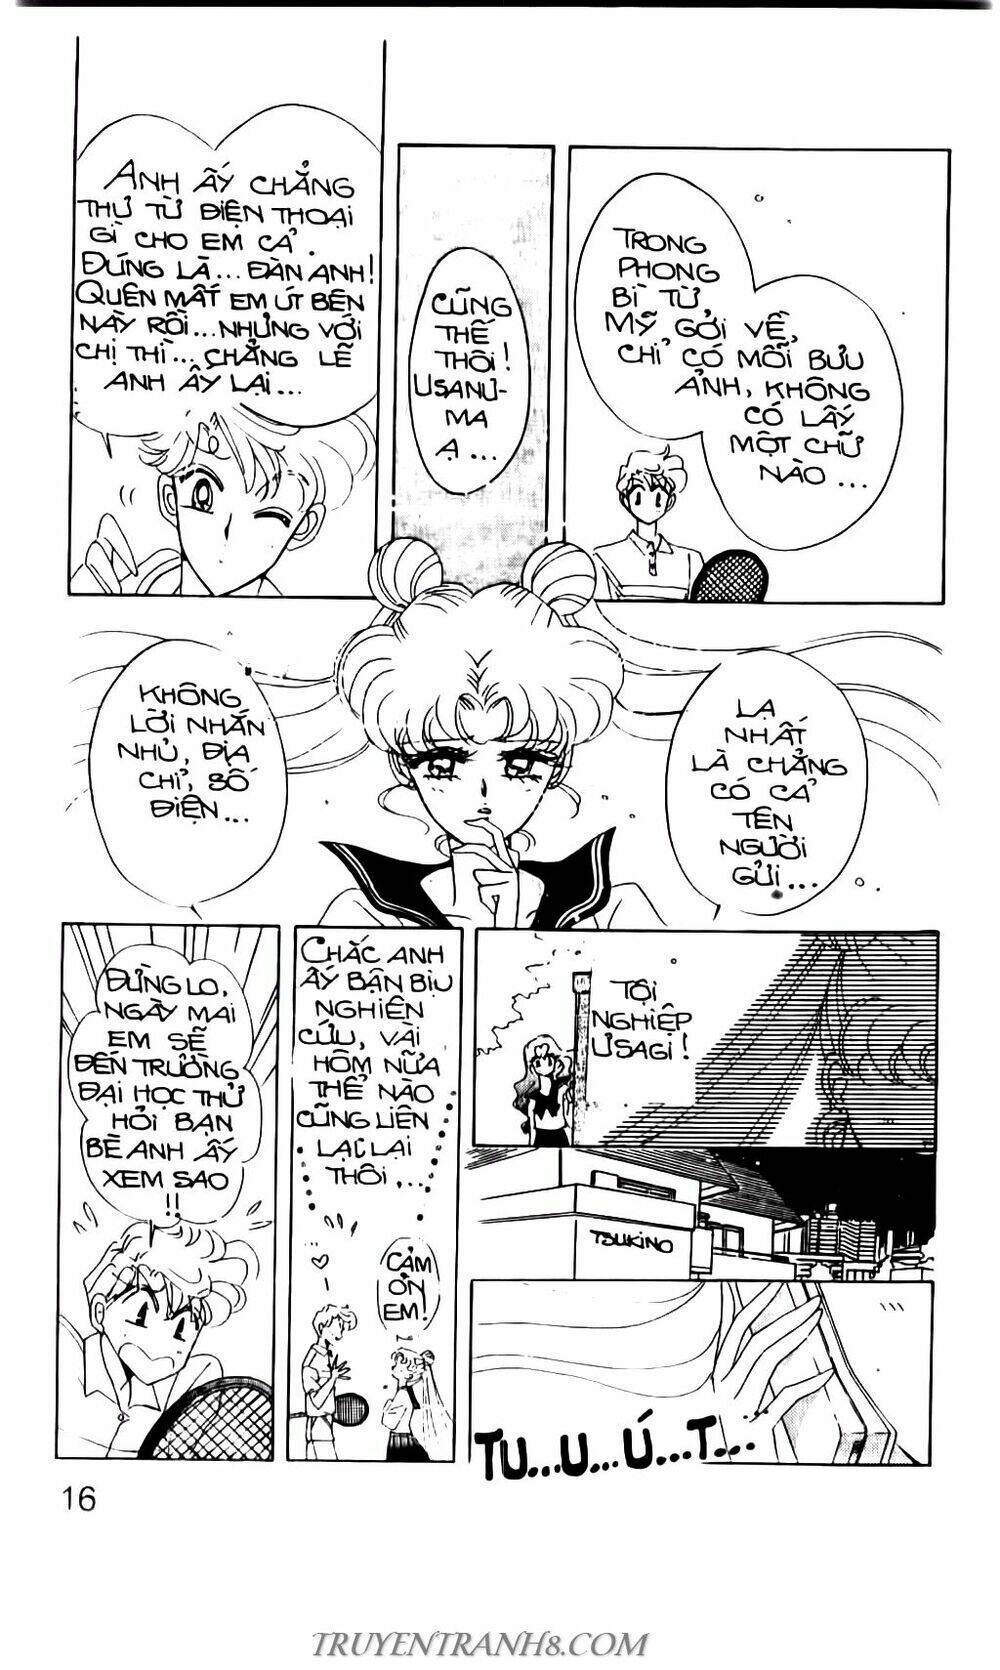 ANH ẤY CHẲNG
THƯ TỪ ĐIỆN THOẠI
GÌ CHO EM CẢ.
ĐÚNG LÀ... ĐÀN ANH!
QUÊN MẤT EM ÚT BÊN
NÀY RỒI... NHƯNG VỚI
CHỊ THÌ... CHẲNG LẼ
ANH ẤY LẠI...
CŨNG
THẾ
THÔI!
USANU-
MA
Ạ...
TRONG
PHONG
BÌ TỪ
MỸ GỞI VỀ,
CHỈ CÓ MỖI BƯU
ẢNH, KHÔNG
CÓ LẤY
MỘT CHỮ
NÀO...
KHÔNG
LỜI NHẮN
NHỦ, ĐỊA
CHỈ, SỐ
ĐIỆN...
LẠ
NHẤT
LÀ CHẲNG
CÓ CẢ
TÊN
NGƯỜI
GỬI...
ĐỪNG LO,
NGÀY MAI
EM SẼ
ĐẾN TRƯỜNG
ĐẠI HỌC THỬ
HỎI BẠN
BÈ ANH ẤY
XEM SAO
!!
CHẮC ANH
ẤY BẬN BỊU
NGHIÊN
CỨU, VÀI
HÔM NỮA
THỂ NÀO
CŨNG LIÊN
LẠC LẠI
THÔI...
CẢM
ƠN
EM!
TỘI
NGHIỆP
USAGI!
TSUKINO
TU...U...Ú...T...
16
TRUYENTRANH8.COM